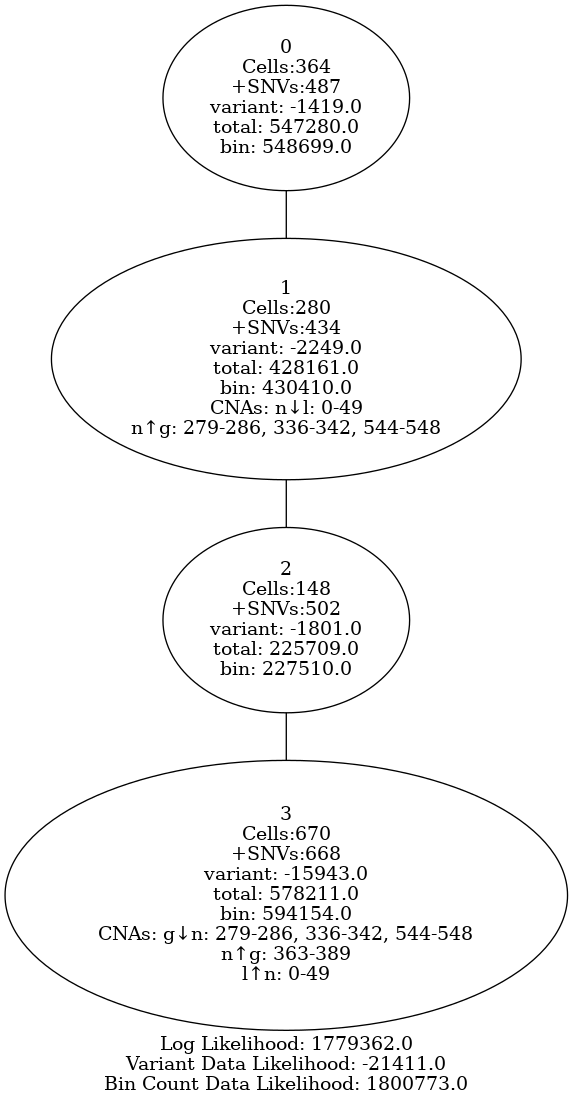 0
Cells:364
+SNVs:487
variant: -1419.0
total: 547280.0
bin: 548699.0
1
Cells:280
+SNVs:434
variant: -2249.0
total: 428161.0
bin: 430410.0
CNAs: n↓l: 0-49
n↑g: 279-286, 336-342, 544-548
2
Cells:148
+SNVs:502
variant: -1801.0
total: 225709.0
bin: 227510.0
3
Cells:670
+SNVs:668
variant: -15943.0
total: 578211.0
bin: 594154.0
CNAs: g↓n: 279-286, 336-342, 544-548
n↑g: 363-389
l↑n: 0-49
Log Likelihood: 1779362.0
Variant Data Likelihood: -21411.0
Bin Count Data Likelihood: 1800773.0